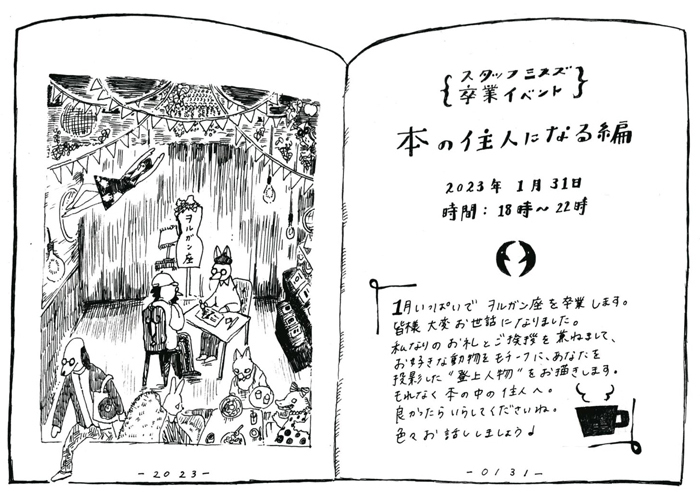 ヲルガン座
-2023-
スタッフミミズ
卒業イベント
本の住人になる編
2023年 1月31日
時間:18時〜22時
1月いっぱいで ヲルガン座を卒業します。
皆様 大変お世話になりました。
私なりのお礼とご挨拶を兼ねまして、
お好きな動物をモチーフに、あなたを
投影した"登場人物"をお描きします。
もれなく 本の中の住人へ。
良かったら いらしてくださいね。
色々お話ししましょう♩
-0131-